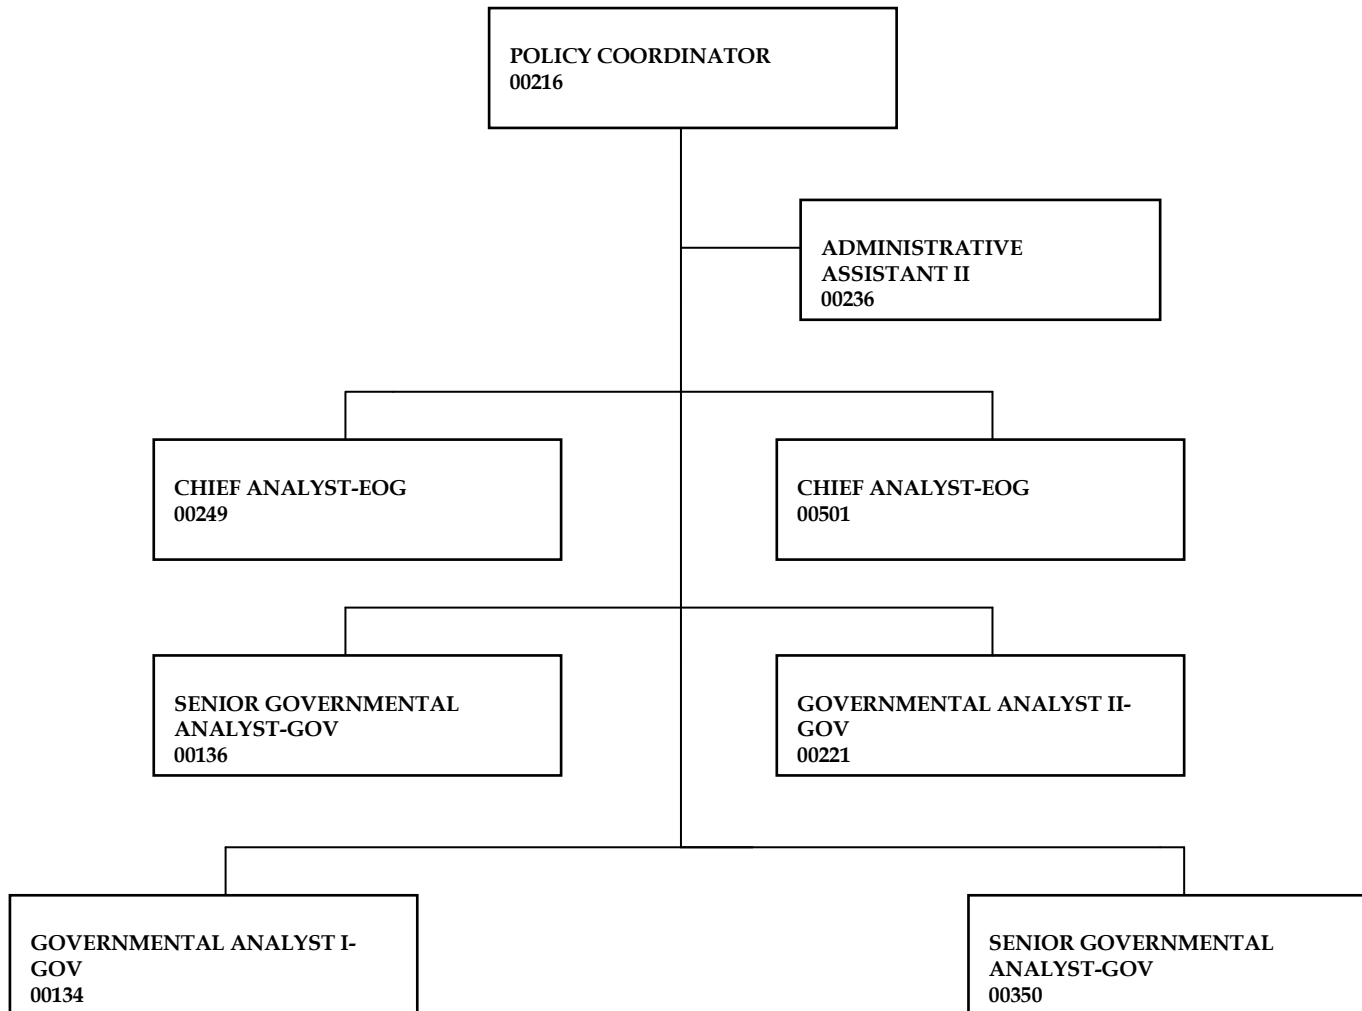 POLICY COORDINATOR
00216
ADMINISTRATIVE
ASSISTANT II
00236
CHIEF ANALYST-EOG
00249
CHIEF ANALYST-EOG
00501
SENIOR GOVERNMENTAL
ANALYST-GOV
00136
GOVERNMENTAL ANALYST II-
GOV
00221
GOVERNMENTAL ANALYST I-
GOV
00134
SENIOR GOVERNMENTAL
ANALYST-GOV
00350